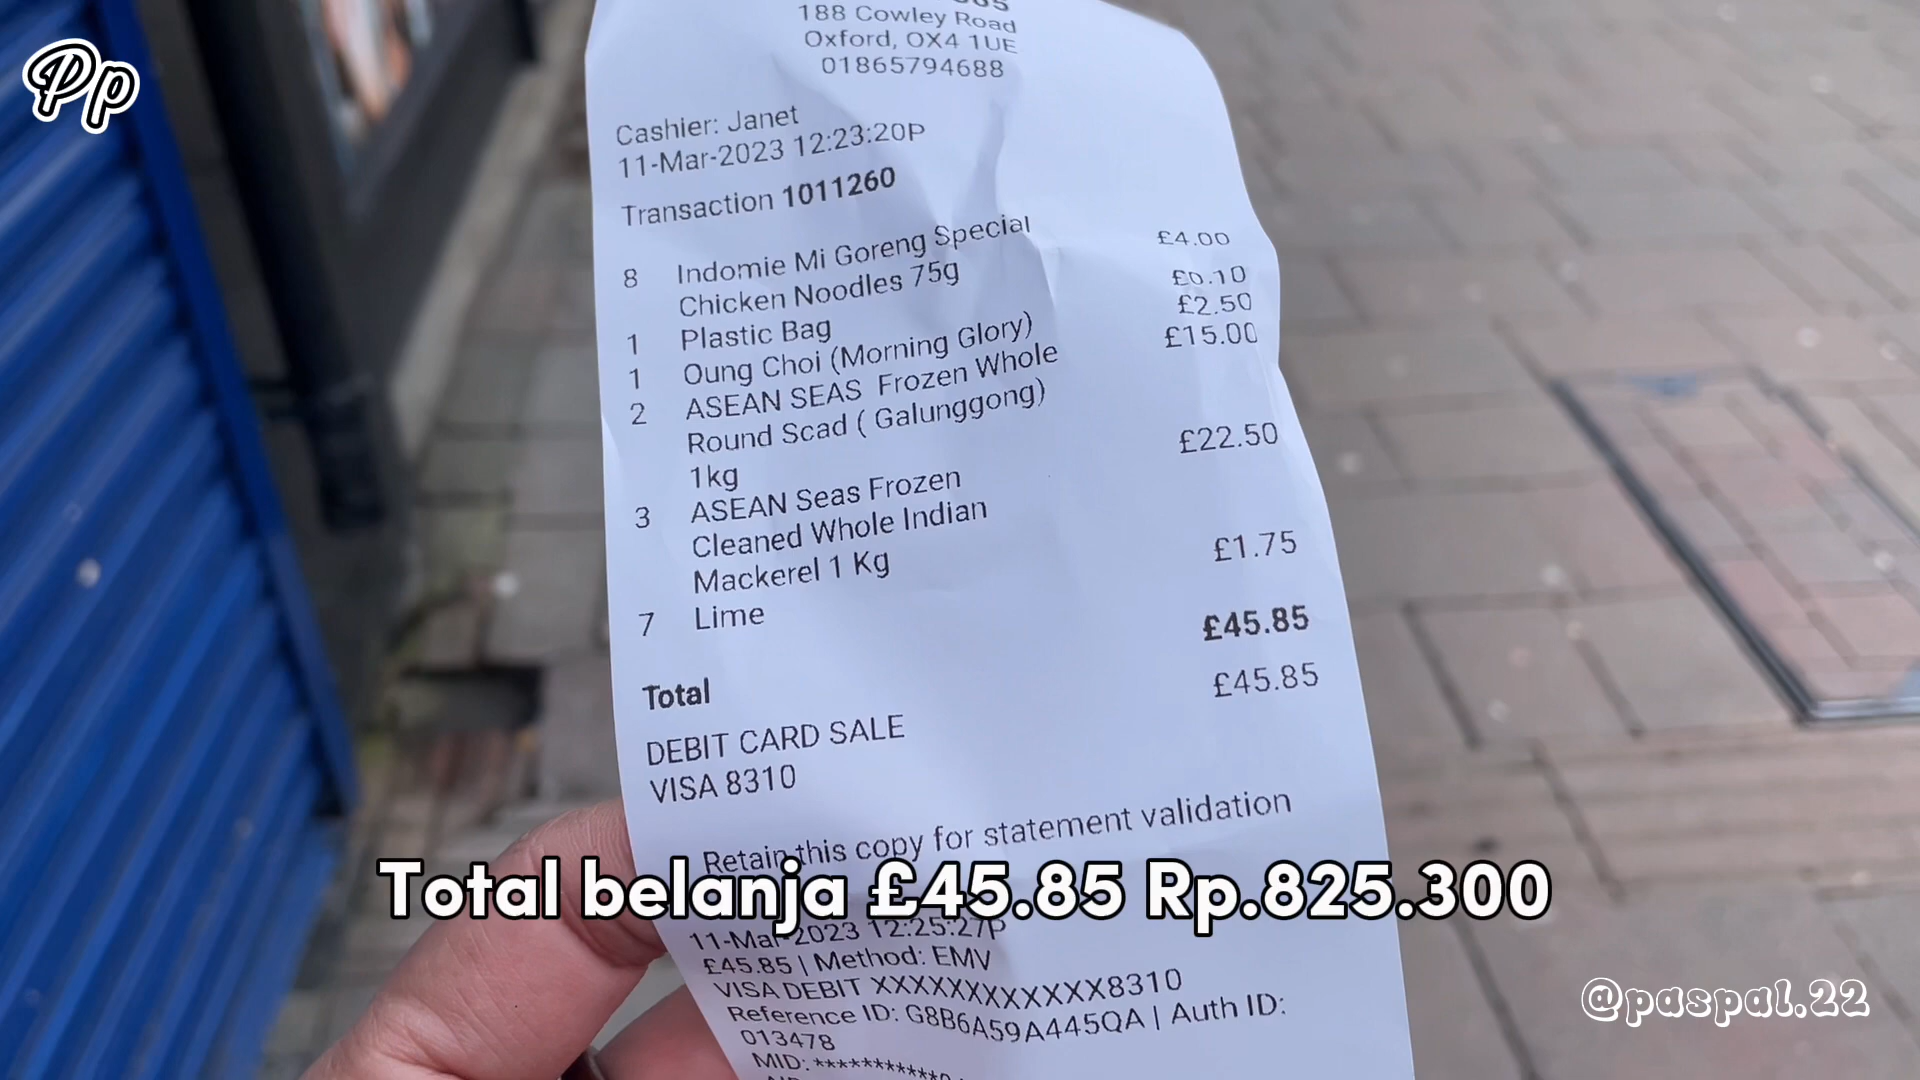 Pp
188 Cowley Road
Oxford, OX4 1UE
01865794688
Cashier: Janet
11-Mar-2023 12:23:20P
Transaction 1011260
8 Indomie Mi Goreng Special £4.00
Chicken Noodles 75g
1 Plastic Bag £0.10
1 Oung Choi (Morning Glory) £2.50
2 ASEAN SEAS Frozen Whole £15.00
Round Scad ( Galunggong)
1kg
3 ASEAN Seas Frozen £22.50
Cleaned Whole Indian
Mackerel 1 Kg
7 Lime £1.75
Total £45.85
DEBIT CARD SALE £45.85
VISA 8310
Retain this copy for statement validation
Total belanja £45.85 Rp.825.300
11-Mar-2023 12:25:27P
£45.85 | Method: EMV
VISA DEBIT XXXXXXXXXXXX8310
Reference ID: G8B6A59A445QA | Auth ID:
013478
MID:
@paspal.22